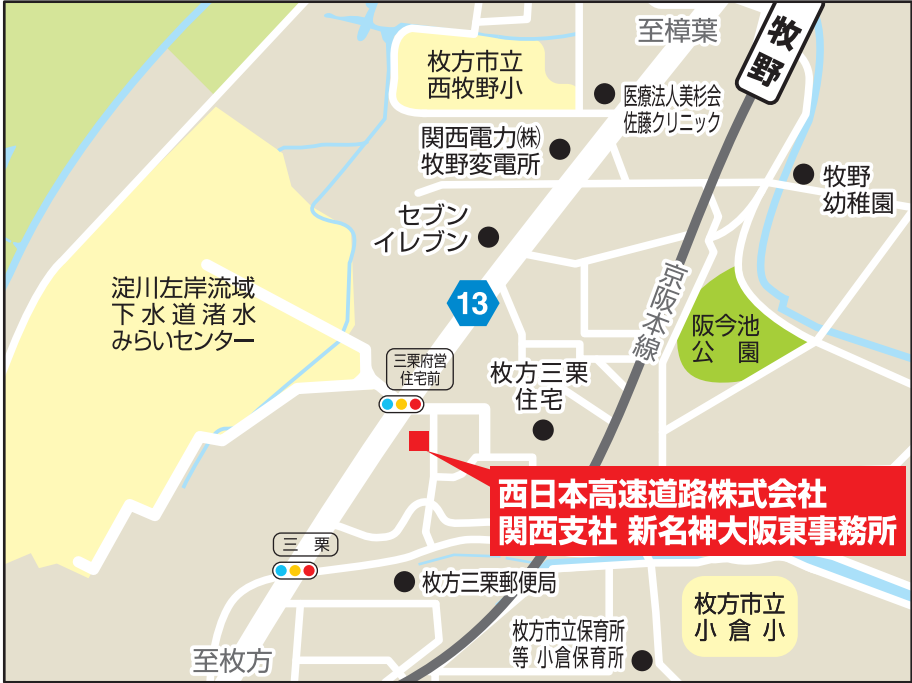 至樟葉
牧野
枚方市立
西牧野小
医療法人美杉会
佐藤クリニック
関西電力㈱
牧野変電所
牧野
幼稚園
セブン
イレブン
京阪本線
13
淀川左岸流域
下水道渚水
みらいセンター
阪今池
公園
三栗府営
住宅前
枚方三栗
住宅
西日本高速道路株式会社
関西支社 新名神大阪東事務所
三栗
枚方三栗郵便局
枚方市立
小倉小
枚方市立保育所
等 小倉保育所
至枚方